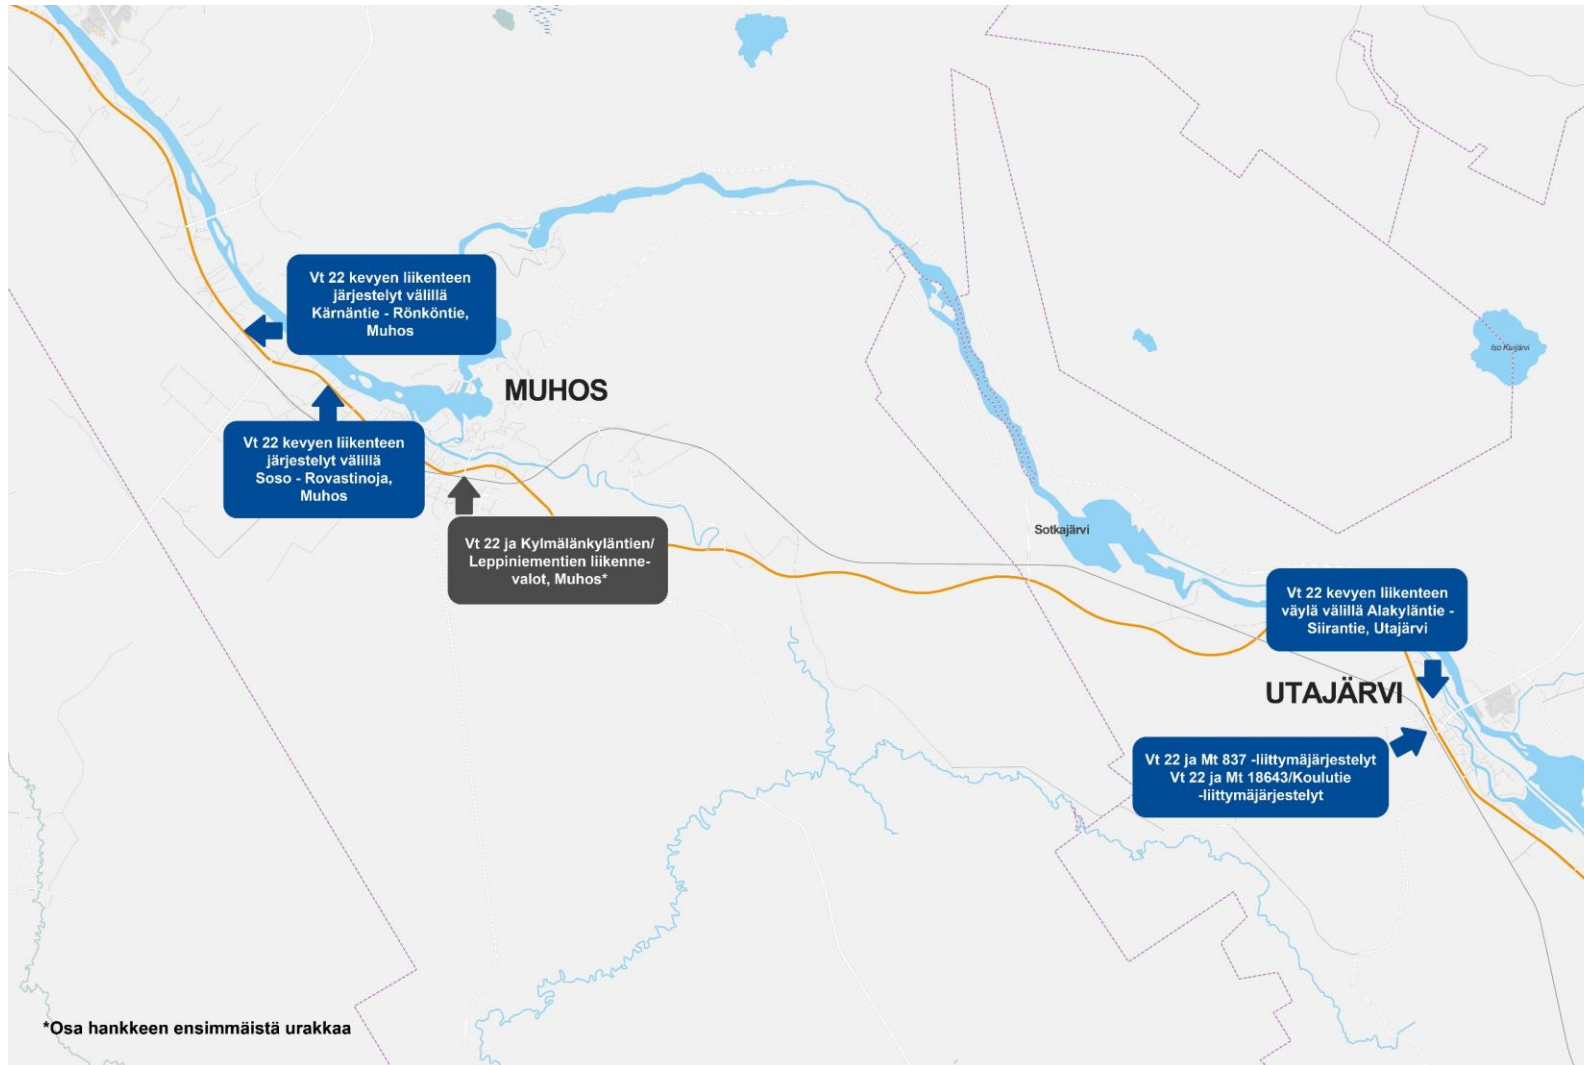 Vt 22 kevyen liikenteen
järjestelyt välillä
Kärnäntie - Rönköntie,
Muhos
Iso Kivijärvi
MUHOS
Vt 22 kevyen liikenteen
järjestelyt välillä
Soso - Rovastinoja,
Muhos
Vt 22 ja Kylmälänkyläntien/
Leppiniementien liikenne-
valot, Muhos*
Sotkajärvi
Vt 22 kevyen liikenteen
väylä välillä Alakyläntie -
Siirantie, Utajärvi
UTAJÄRVI
Vt 22 ja Mt 837 -liittymäjärjestelyt
Vt 22 ja Mt 18643/Koulutie
-liittymäjärjestelyt
*Osa hankkeen ensimmäistä urakkaa